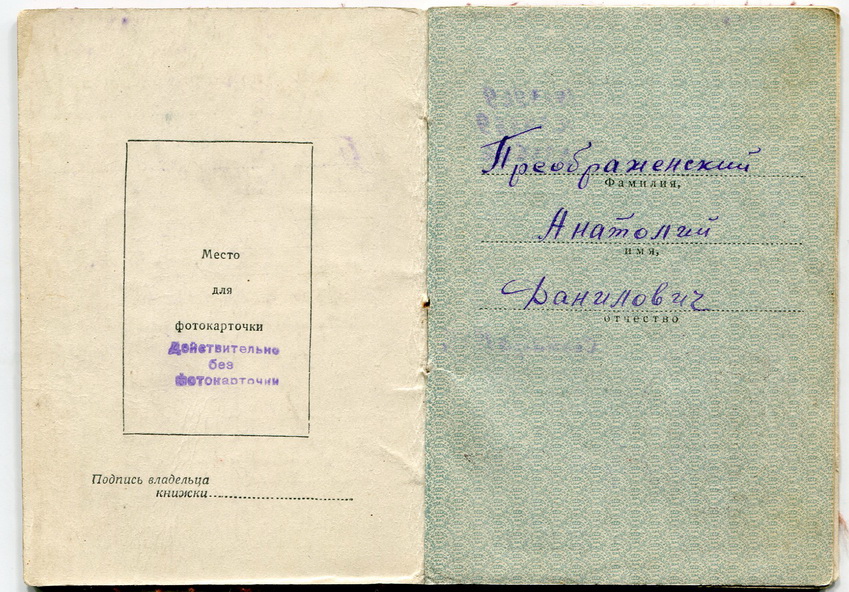 Место
для
фотокарточки
Действительно
без
фотокарточки
Подпись владельца
книжки
Преображенский
Фамилия,
Анатолий
имя,
Данилович
отчество